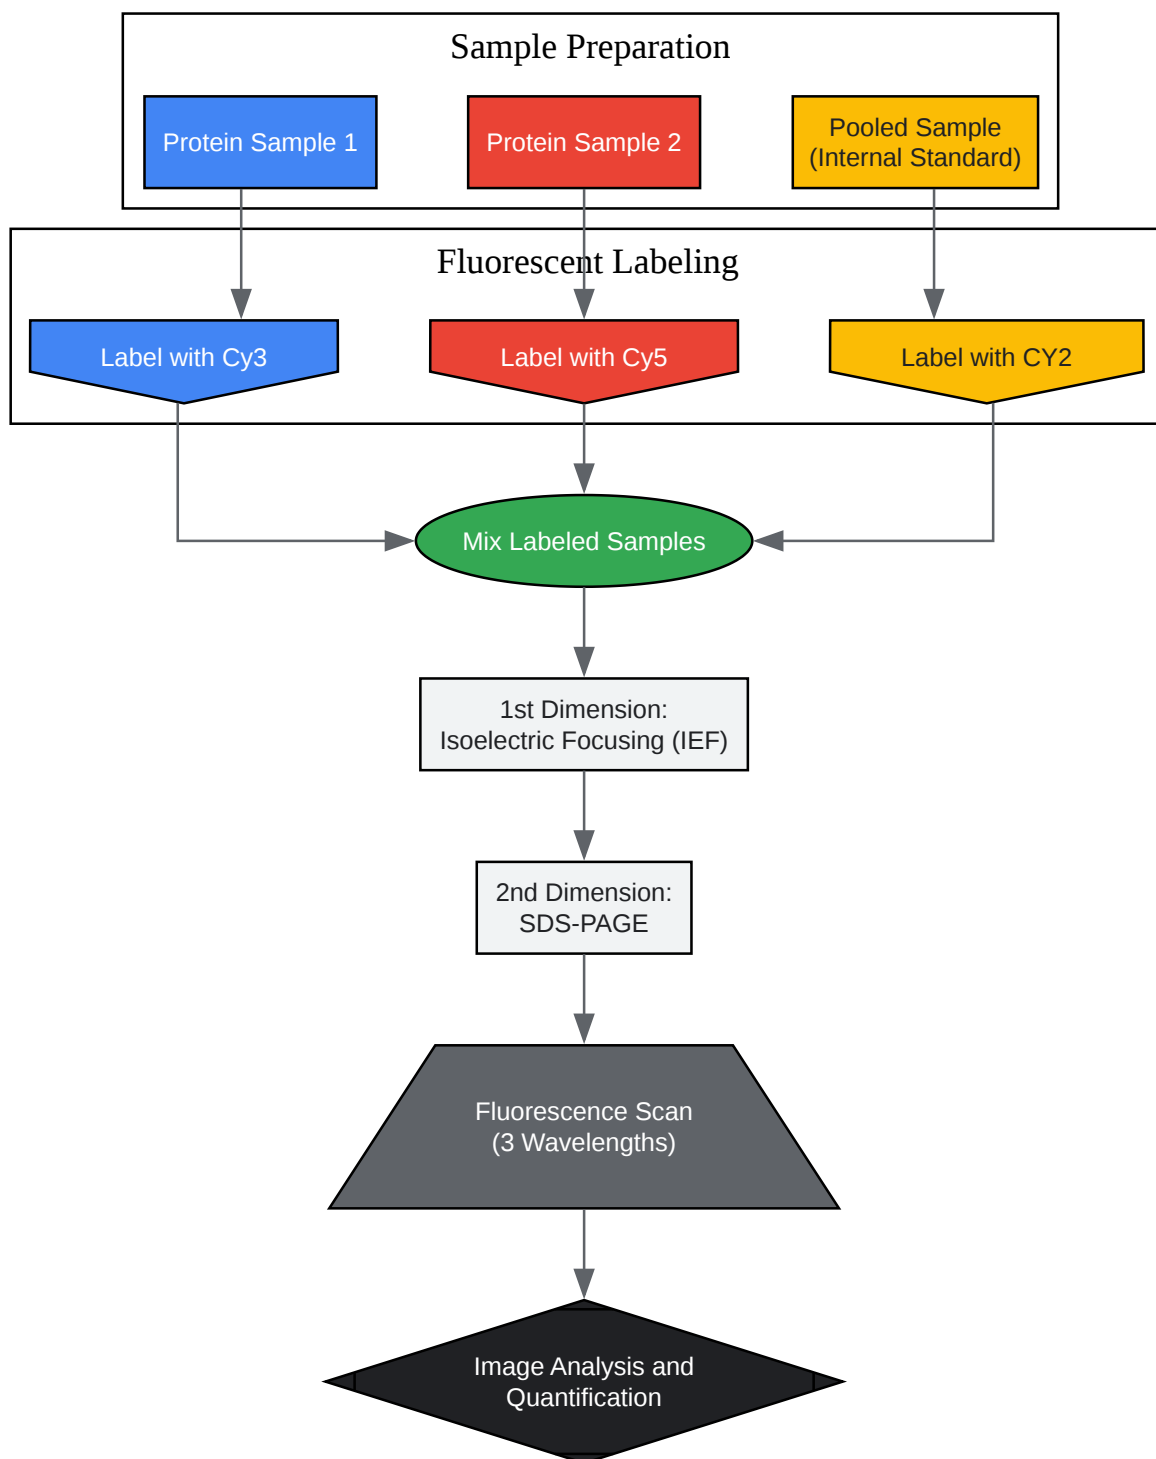 Sample Preparation
Protein Sample 1
Protein Sample 2
Pooled Sample
(Internal Standard)
Fluorescent Labeling
Label with Cy3
Label with Cy5
Label with CY2
Mix Labeled Samples
1st Dimension:
Isoelectric Focusing (IEF)
2nd Dimension:
SDS-PAGE
Fluorescence Scan
(3 Wavelengths)
Image Analysis and
Quantification